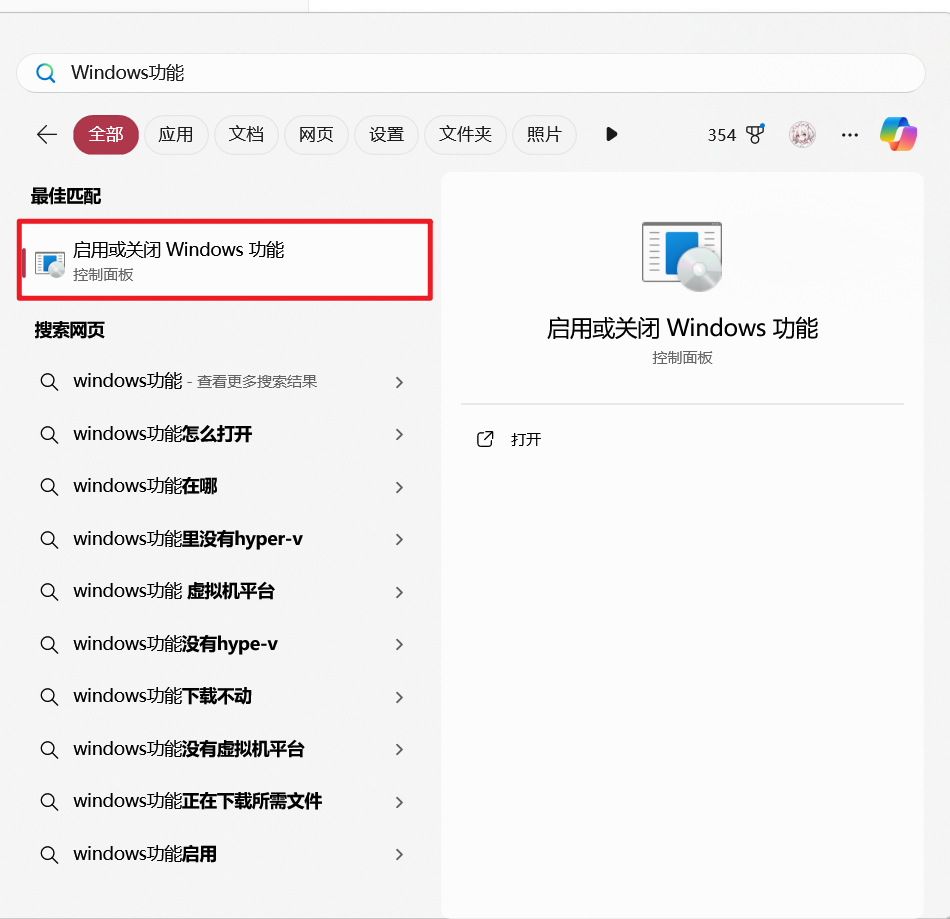 Windows功能
全部 应用 文档 网页 设置 文件夹 照片 354
最佳匹配
启用或关闭 Windows 功能
控制面板
搜索网页
windows功能 - 查看更多搜索结果
windows功能怎么打开
windows功能在哪
windows功能里没有hyper-v
windows功能 虚拟机平台
windows功能没有hype-v
windows功能下载不动
windows功能没有虚拟机平台
windows功能正在下载所需文件
windows功能启用
启用或关闭 Windows 功能
控制面板
打开